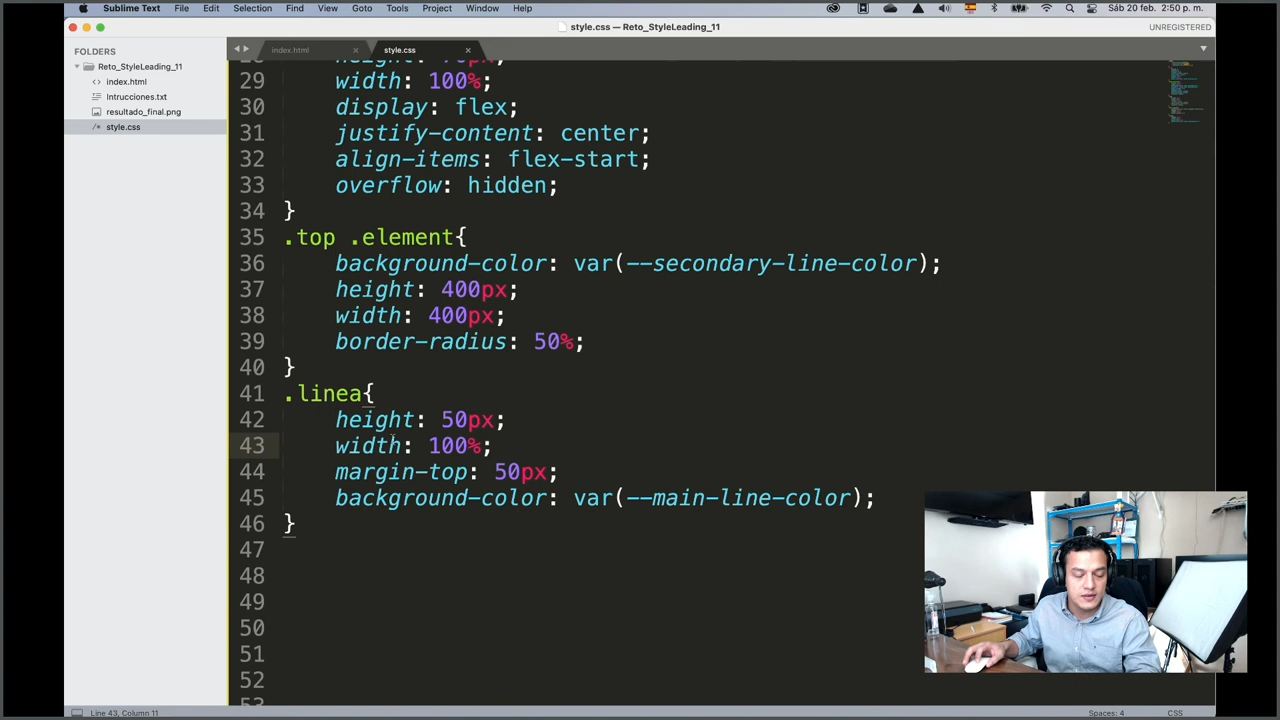 Sublime Text File Edit Selection Find View Goto Tools Project Window Help Sáb 20 feb. 2:50 p. m.
style.css — Reto_StyleLeading_11 UNREGISTERED
FOLDERS
Reto_StyleLeading_11
index.html
Intrucciones.txt
resultado_final.png
style.css
index.html × style.css ×
29 width: 100%;
30 display: flex;
31 justify-content: center;
32 align-items: flex-start;
33 overflow: hidden;
34 }
35 .top .element{
36 background-color: var(--secondary-line-color);
37 height: 400px;
38 width: 400px;
39 border-radius: 50%;
40 }
41 .linea{
42 height: 50px;
43 width: 100%;
44 margin-top: 50px;
45 background-color: var(--main-line-color);
46 }
47
48
49
50
51
52
Line 43, Column 11 Spaces: 4 CSS